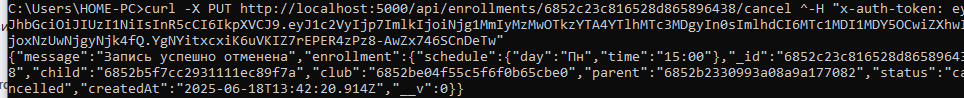 C:\Users\HOME-PC>curl -X PUT http://localhost:5000/api/enrollments/6852c23c816528d865896438/cancel ^-H "x-auth-token: ey
JhbGciOiJIUzI1NiIsInR5cCI6IkpXVCJ9.eyJ1c2VyIjp7ImlkIjoiNjg1MmIyMzMwOTkzYTA4YTlhMTc3MDgyIn0sImlhdCI6MTc1MDI1MDY5OCwiZXhwI
joxNzUwNjgyNjk4fQ.YgNYitxcxiK6uVKIZ7rEPER4zPz8-AwZx746SCnDeTw"
{"message":"Запись успешно отменена","enrollment":{"schedule":{"day":"Пн","time":"15:00"},"_id":"6852c23c816528d86589643
8","child":"6852b5f7cc2931111ec89f7a","club":"6852be04f55c5f6f0b65cbe0","parent":"6852b2330993a08a9a177082","status":"ca
ncelled","createdAt":"2025-06-18T13:42:20.914Z","__v":0}}